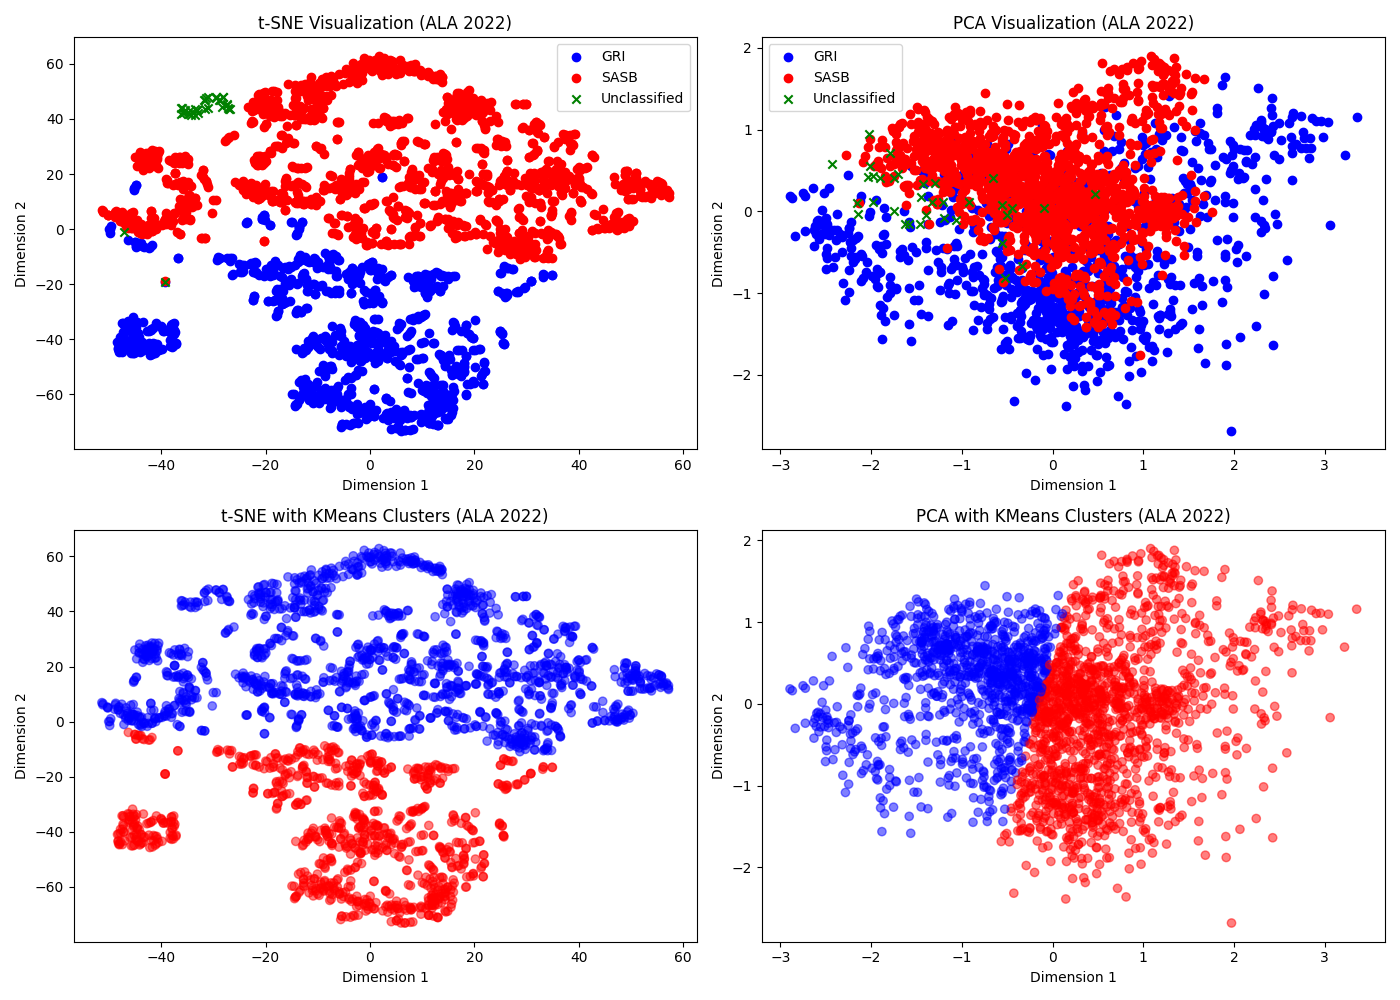 t-SNE Visualization (ALA 2022)
GRI
SASB
Unclassified
60
40
20
0
−20
−40
−60
Dimension 2
−40 −20 0 20 40 60
Dimension 1
PCA Visualization (ALA 2022)
GRI
SASB
Unclassified
2
1
0
−1
−2
Dimension 2
−3 −2 −1 0 1 2 3
Dimension 1
t-SNE with KMeans Clusters (ALA 2022)
60
40
20
0
−20
−40
−60
Dimension 2
−40 −20 0 20 40 60
Dimension 1
PCA with KMeans Clusters (ALA 2022)
2
1
0
−1
−2
Dimension 2
−3 −2 −1 0 1 2 3
Dimension 1